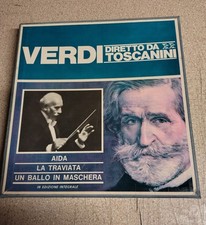 VERDI
DIRETTO DA
TOSCANINI
AIDA
LA TRAVIATA
UN BALLO IN MASCHERA
IN EDIZIONE INTEGRALE